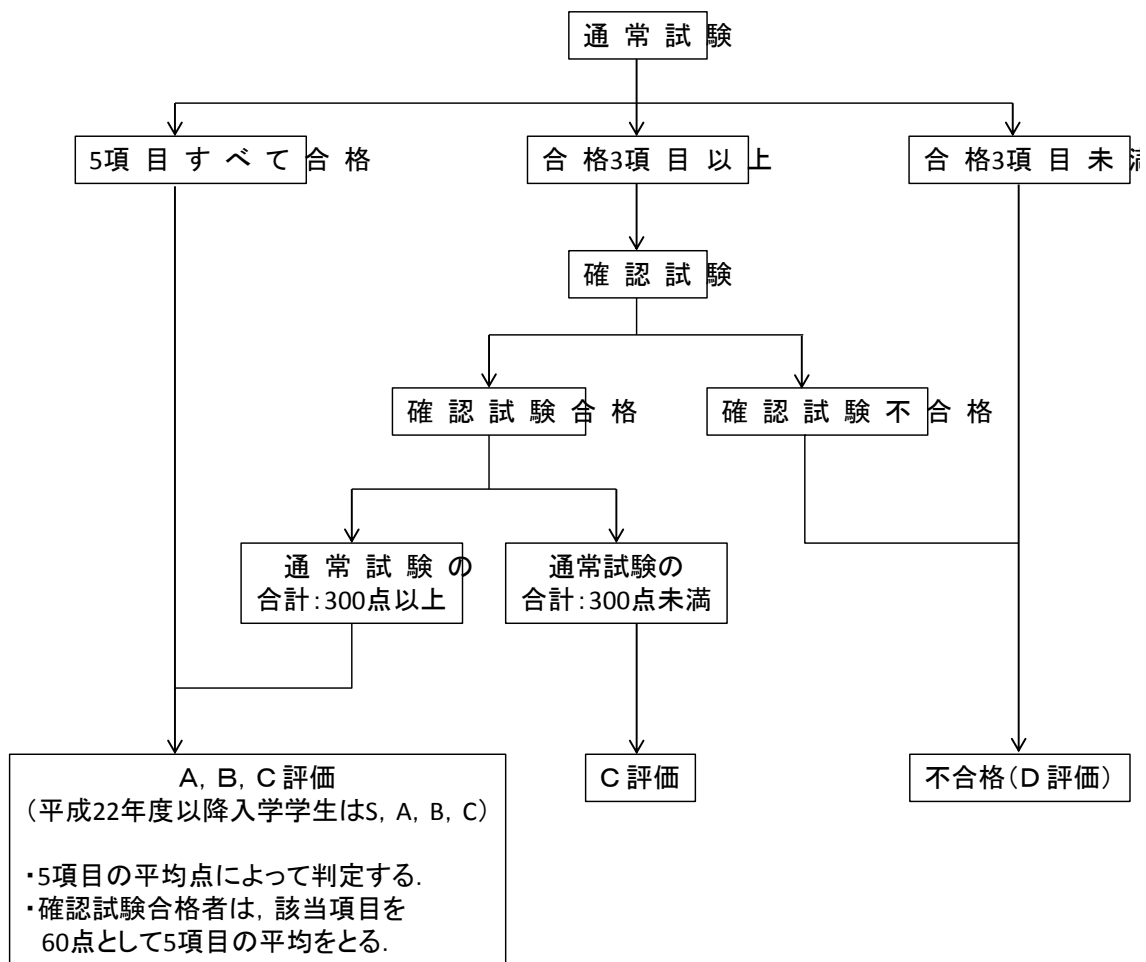 通常試験
5項目すべて合格
合格3項目以上
合格3項目未満
確認試験
確認試験合格
確認試験不合格
通常試験の
合計:300点以上
通常試験の
合計:300点未満
A, B, C評価
(平成22年度以降入学学生はS, A, B, C)
・5項目の平均点によって判定する.
・確認試験合格者は, 該当項目を
60点として5項目の平均をとる.
C評価
不合格(D評価)